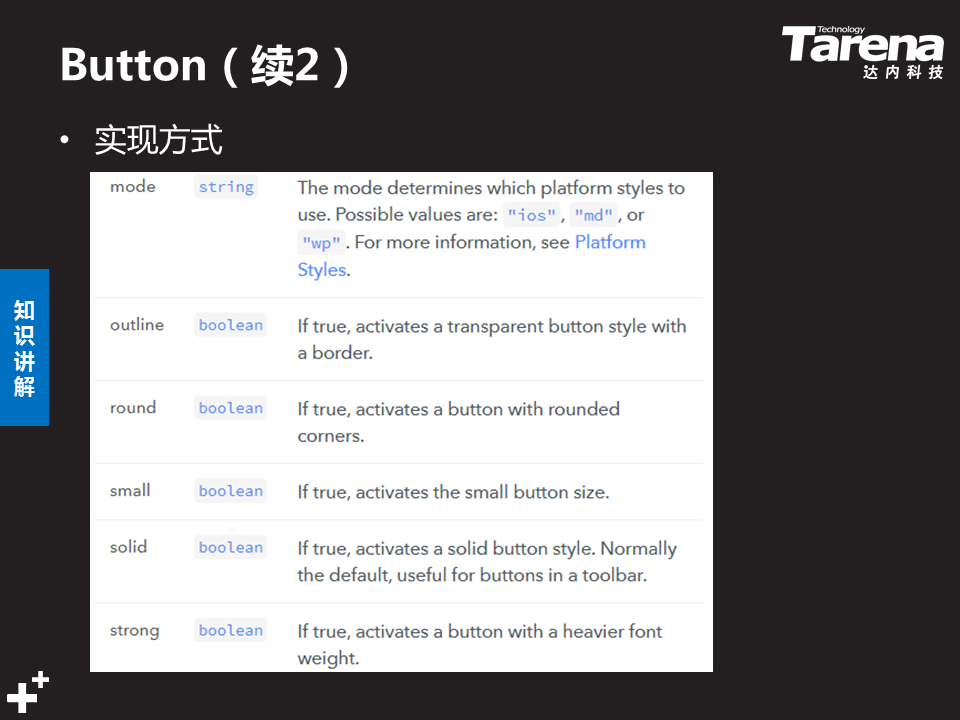 Button（续2）
Technology
Tarena
达内科技
• 实现方式
知识讲解
mode string The mode determines which platform styles to
use. Possible values are: "ios", "md", or
"wp". For more information, see Platform
Styles.
outline boolean If true, activates a transparent button style with
a border.
round boolean If true, activates a button with rounded
corners.
small boolean If true, activates the small button size.
solid boolean If true, activates a solid button style. Normally
the default, useful for buttons in a toolbar.
strong boolean If true, activates a button with a heavier font
weight.